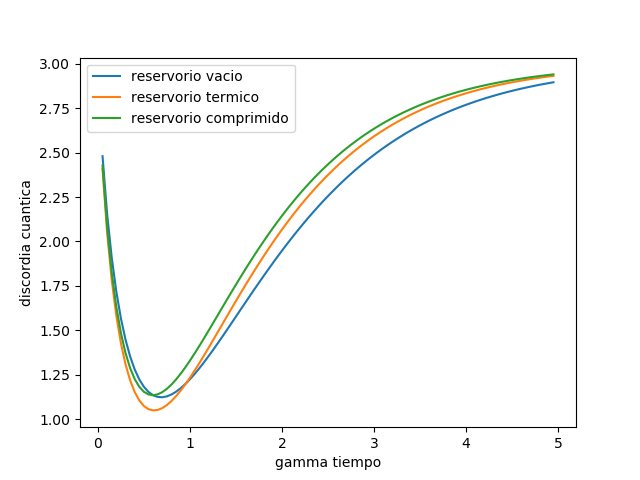 reservorio vacio
reservorio termico
reservorio comprimido
discordia cuantica
3.00
2.75
2.50
2.25
2.00
1.75
1.50
1.25
1.00
0 1 2 3 4 5
gamma tiempo